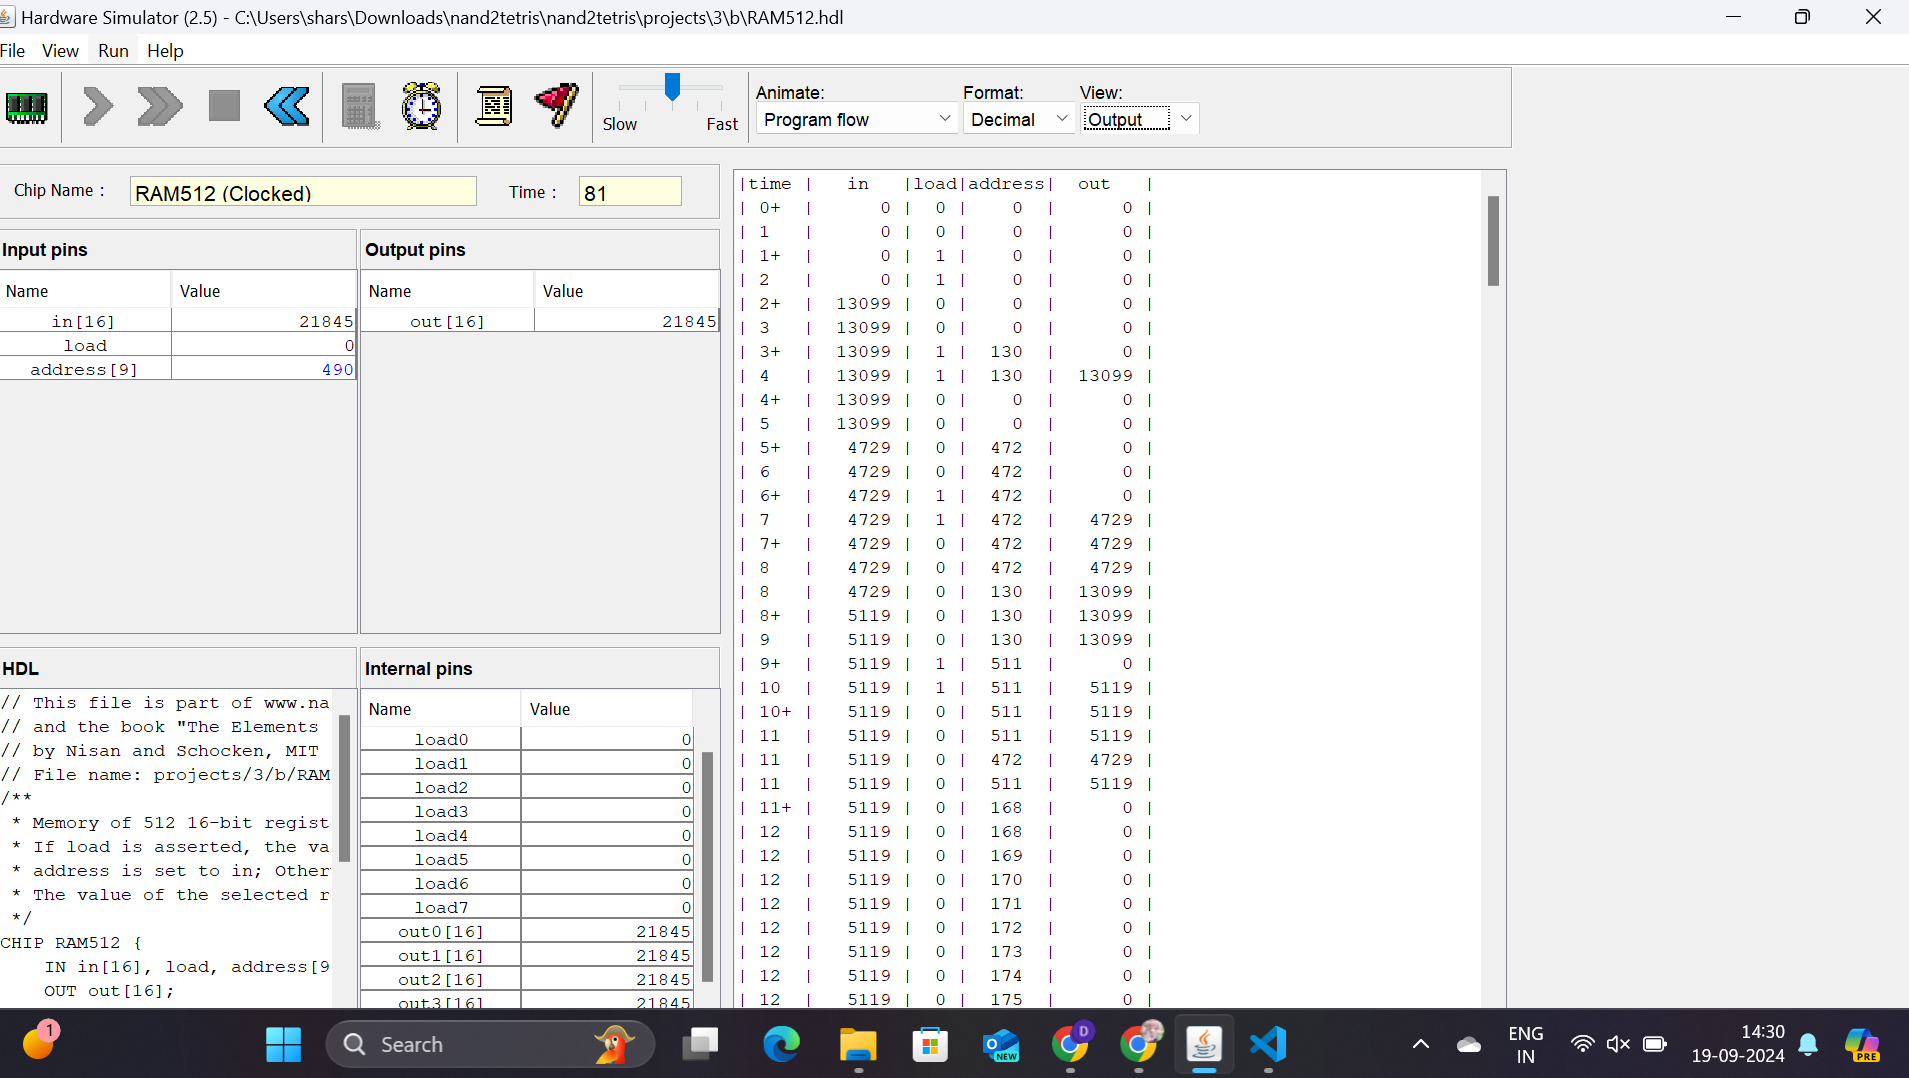 Hardware Simulator (2.5) - C:\Users\shars\Downloads\nand2tetris\nand2tetris\projects\3\b\RAM512.hdl
File View Run Help
Slow Fast
Animate: Format: View:
Program flow Decimal Output
Chip Name : RAM512 (Clocked) Time : 81
Input pins
Name Value
in[16] 21845
load 0
address[9] 490
Output pins
Name Value
out[16] 21845
HDL
// This file is part of www.na
// and the book "The Elements
// by Nisan and Schocken, MIT
// File name: projects/3/b/RAM
/**
* Memory of 512 16-bit regist
* If load is asserted, the va
* address is set to in; Other
* The value of the selected r
*/
CHIP RAM512 {
IN in[16], load, address[9
OUT out[16];
Internal pins
Name Value
load0 0
load1 0
load2 0
load3 0
load4 0
load5 0
load6 0
load7 0
out0[16] 21845
out1[16] 21845
out2[16] 21845
out3[16] 21845
|time | in |load|address| out |
| 0+ | 0 | 0 | 0 | 0 |
| 1 | 0 | 0 | 0 | 0 |
| 1+ | 0 | 1 | 0 | 0 |
| 2 | 0 | 1 | 0 | 0 |
| 2+ | 13099 | 0 | 0 | 0 |
| 3 | 13099 | 0 | 0 | 0 |
| 3+ | 13099 | 1 | 130 | 0 |
| 4 | 13099 | 1 | 130 | 13099 |
| 4+ | 13099 | 0 | 0 | 0 |
| 5 | 13099 | 0 | 0 | 0 |
| 5+ | 4729 | 0 | 472 | 0 |
| 6 | 4729 | 0 | 472 | 0 |
| 6+ | 4729 | 1 | 472 | 0 |
| 7 | 4729 | 1 | 472 | 4729 |
| 7+ | 4729 | 0 | 472 | 4729 |
| 8 | 4729 | 0 | 472 | 4729 |
| 8 | 4729 | 0 | 130 | 13099 |
| 8+ | 5119 | 0 | 130 | 13099 |
| 9 | 5119 | 0 | 130 | 13099 |
| 9+ | 5119 | 1 | 511 | 0 |
| 10 | 5119 | 1 | 511 | 5119 |
| 10+ | 5119 | 0 | 511 | 5119 |
| 11 | 5119 | 0 | 511 | 5119 |
| 11 | 5119 | 0 | 472 | 4729 |
| 11 | 5119 | 0 | 511 | 5119 |
| 11+ | 5119 | 0 | 168 | 0 |
| 12 | 5119 | 0 | 168 | 0 |
| 12 | 5119 | 0 | 169 | 0 |
| 12 | 5119 | 0 | 170 | 0 |
| 12 | 5119 | 0 | 171 | 0 |
| 12 | 5119 | 0 | 172 | 0 |
| 12 | 5119 | 0 | 173 | 0 |
| 12 | 5119 | 0 | 174 | 0 |
| 12 | 5119 | 0 | 175 | 0 |
1
Search
NEW
D
ENG
IN
14:30
19-09-2024
PRE